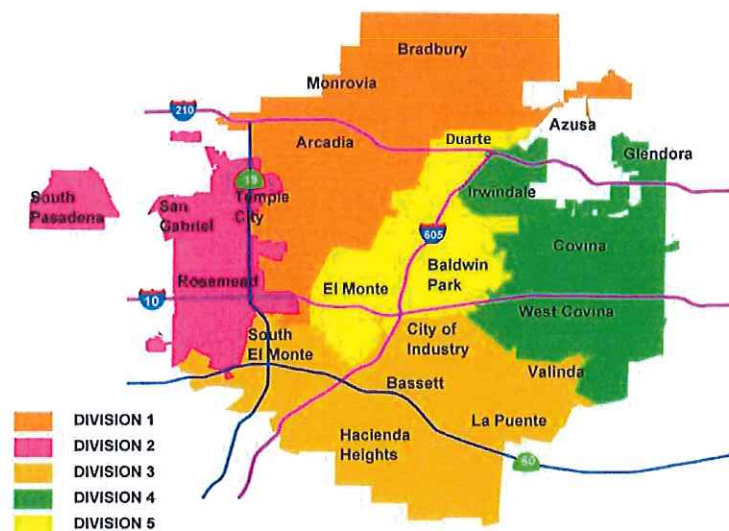 Bradbury
Monrovia
210
Azusa
Duarte
Arcadia
Glendora
19
South
Pasadena
Temple
City
San
Gabriel
Irwindale
605
Covina
Baldwin
Park
Rosemead
El Monte
10
West Covina
City of
Industry
South
El Monte
Valinda
Bassett
La Puente
Hacienda
Heights
60
DIVISION 1
DIVISION 2
DIVISION 3
DIVISION 4
DIVISION 5